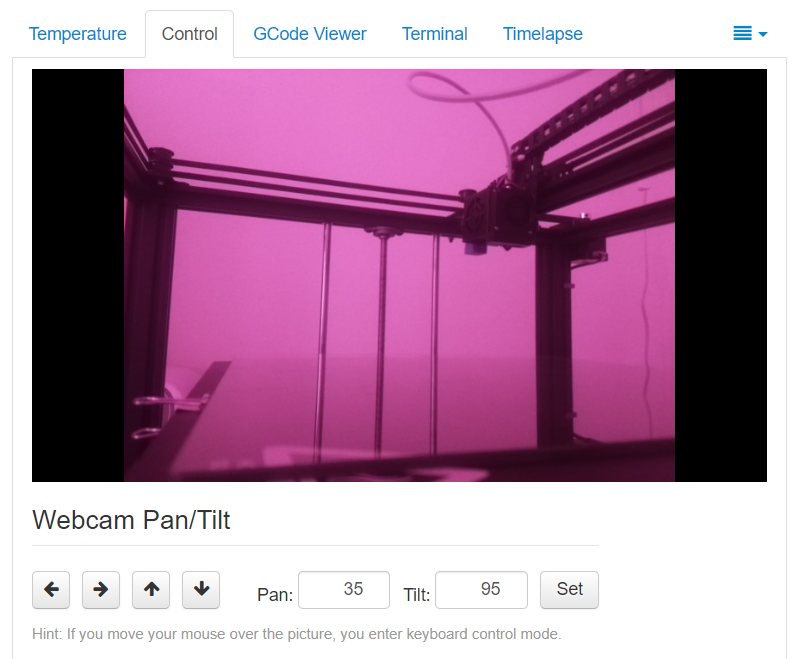 Temperature Control GCode Viewer Terminal Timelapse
Webcam Pan/Tilt
Pan: 35 Tilt: 95 Set
Hint: If you move your mouse over the picture, you enter keyboard control mode.